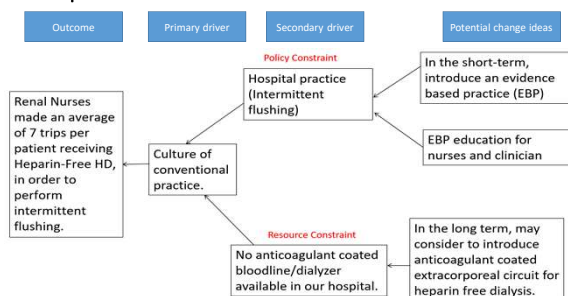 Outcome
Primary driver
Secondary driver
Potential change ideas
Policy Constraint
Hospital practice
(Intermittent
flushing)
In the short-term,
introduce an evidence
based practice (EBP)
EBP education for
nurses and clinician
Renal Nurses
made an average
of 7 trips per
patient receiving
Heparin-Free HD,
in order to
perform
intermittent
flushing.
Culture of
conventional
practice.
Resource Constraint
No anticoagulant coated
bloodline/dialyzer
available in our hospital.
In the long term, may
consider to introduce
anticoagulant coated
extracorporeal circuit for
heparin free dialysis.